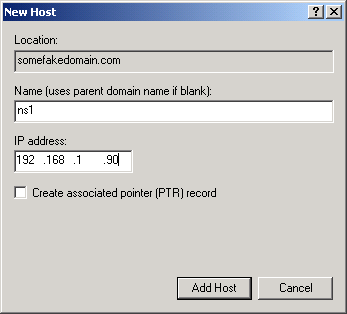 New Host
Location:
somefakedomain.com
Name (uses parent domain name if blank):
ns1
IP address:
192 .168 .1 .90
Create associated pointer (PTR) record
Add Host Cancel